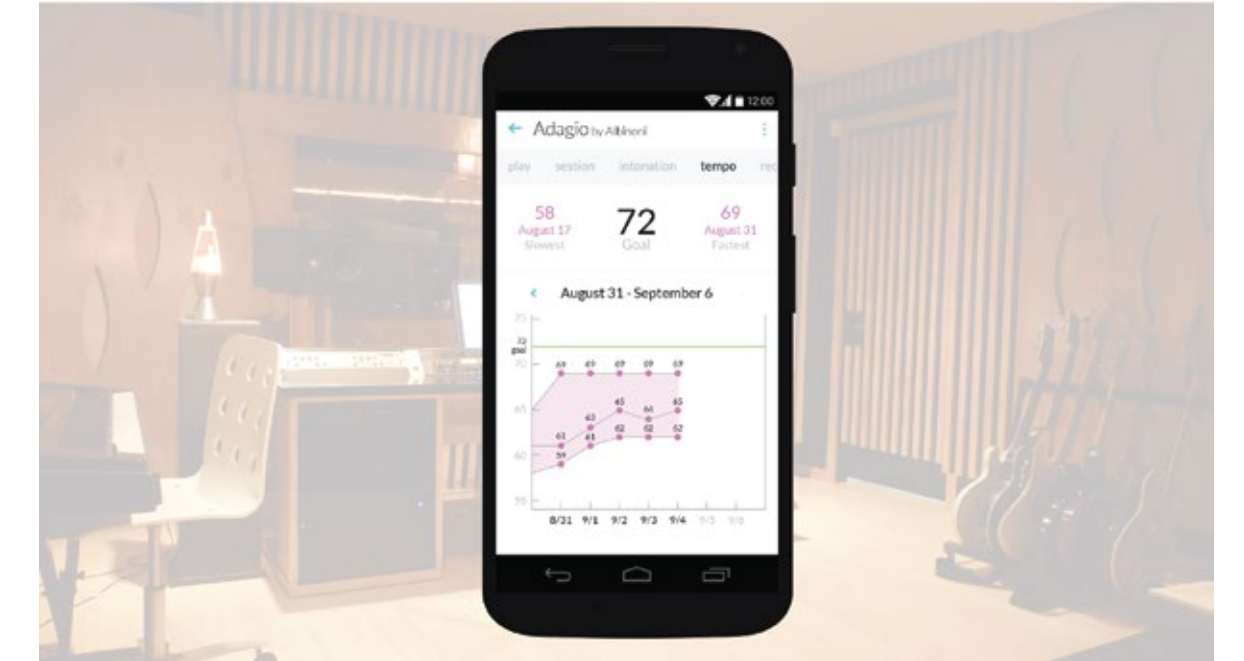 12:00
Adagio by Albinoni
play session intonation tempo rec
58 72 69
August 17 Goal August 31
Slowest Fastest
August 31 - September 6
75
72
goal
70
69 69 69 69 69
65
65 65
63 64
61 61 62 62 62
60
59
55
8/31 9/1 9/2 9/3 9/4 9/5 9/6